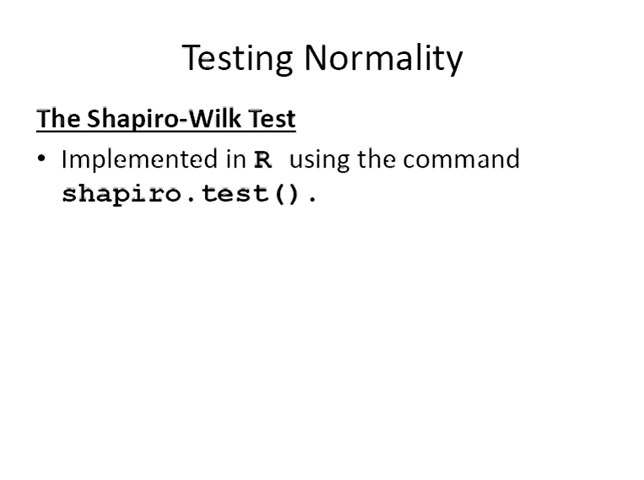 Testing Normality
The Shapiro-Wilk Test
• Implemented in R using the command
shapiro.test().